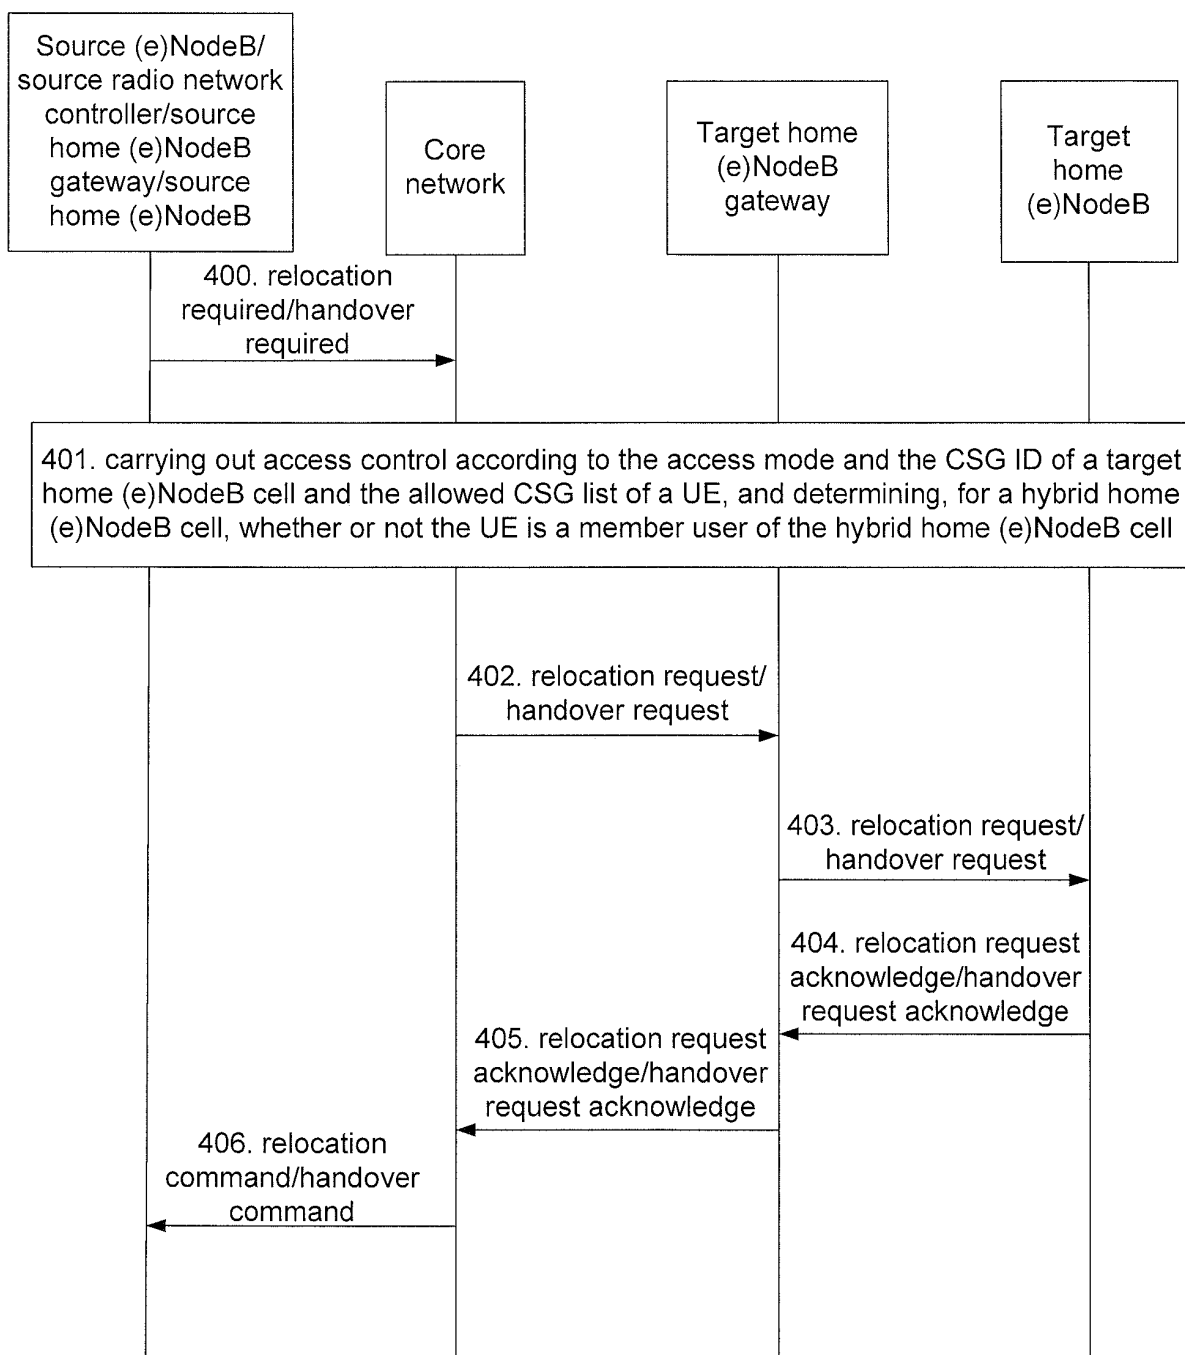 Source (e)NodeB/
source radio network
controller/source
home (e)NodeB
gateway/source
home (e)NodeB
Core
network
Target home
(e)NodeB
gateway
Target
home
(e)NodeB
400. relocation
required/handover
required
401. carrying out access control according to the access mode and the CSG ID of a target
home (e)NodeB cell and the allowed CSG list of a UE, and determining, for a hybrid home
(e)NodeB cell, whether or not the UE is a member user of the hybrid home (e)NodeB cell
402. relocation request/
handover request
403. relocation request/
handover request
404. relocation request
acknowledge/handover
request acknowledge
405. relocation request
acknowledge/handover
request acknowledge
406. relocation
command/handover
command